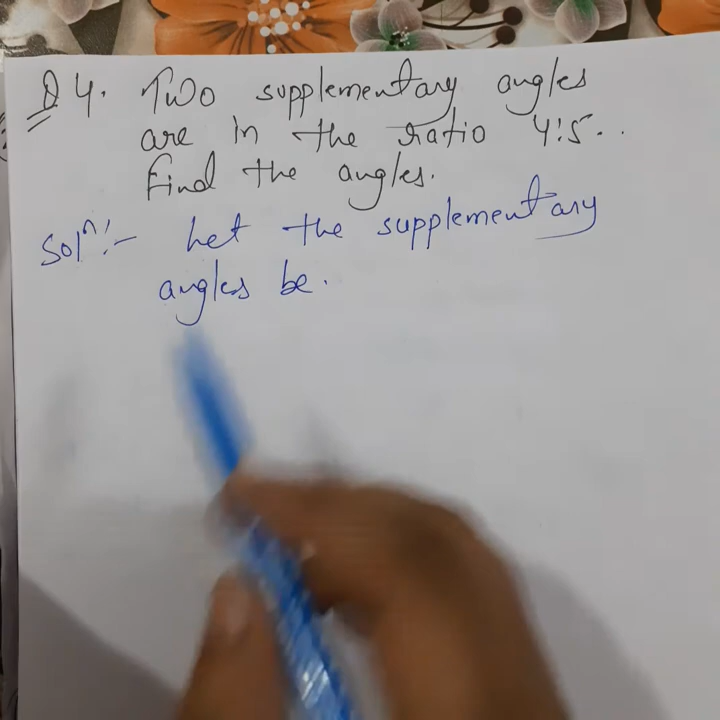 Q4. Two supplementary angles
are in the ratio 4:5..
Find the angles.
Solⁿ:- Let the supplementary
angles be.